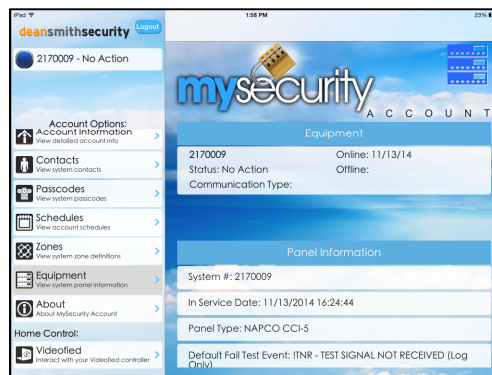 iPad
1:58 PM
23%
deansmithsecurity
Logout
2170009 - No Action
Account Options:
Account Information
View detailed account info
Contacts
View system contacts
Passcodes
View system passcodes
Schedules
View account schedules
Zones
View system zone definitions
Equipment
View system panel information
About
About MySecurity Account
Home Control:
Videofied
Interact with your Videofied controller
mysecurity
ACCOUNT
Equipment
2170009
Online: 11/13/14
Status: No Action
Offline:
Communication Type:
Panel Information
System #: 2170009
In Service Date: 11/13/2014 16:24:44
Panel Type: NAPCO CCI-5
Default Fail Test Event: ITNR - TEST SIGNAL NOT RECEIVED (Log
Only)